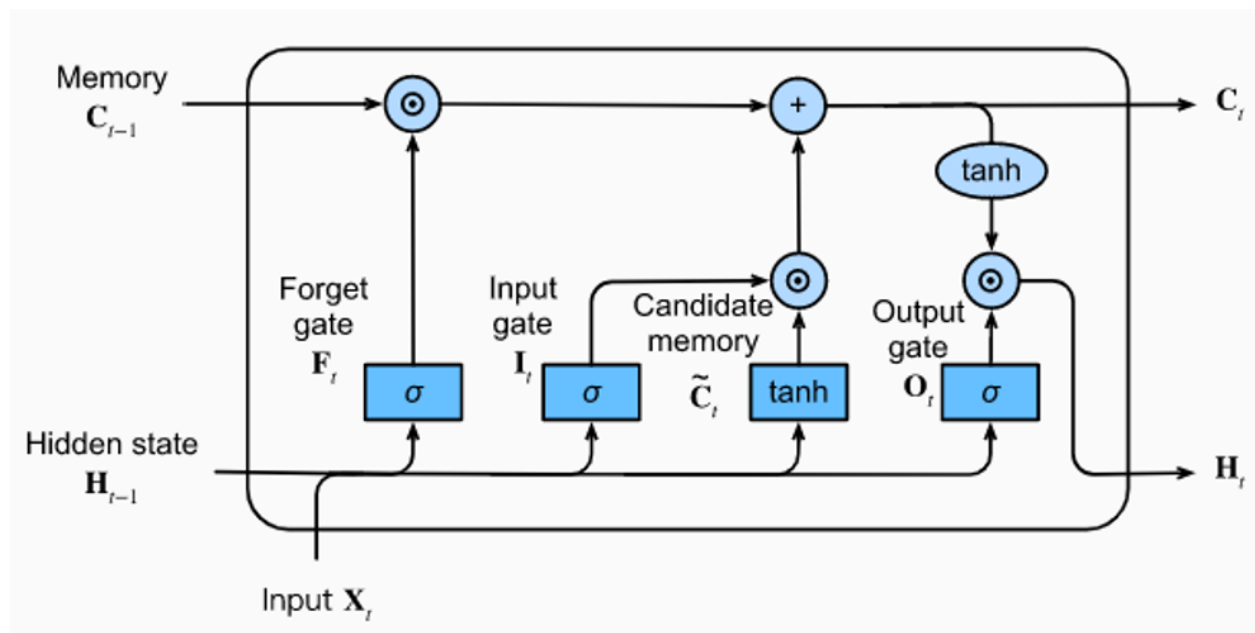 Memory
C_{t-1}
⊙
+
C_t
tanh
Forget
gate
F_t
Input
gate
I_t
Candidate
memory
C̃_t
⊙
Output
gate
O_t
⊙
σ
σ
tanh
σ
Hidden state
H_{t-1}
H_t
Input X_t